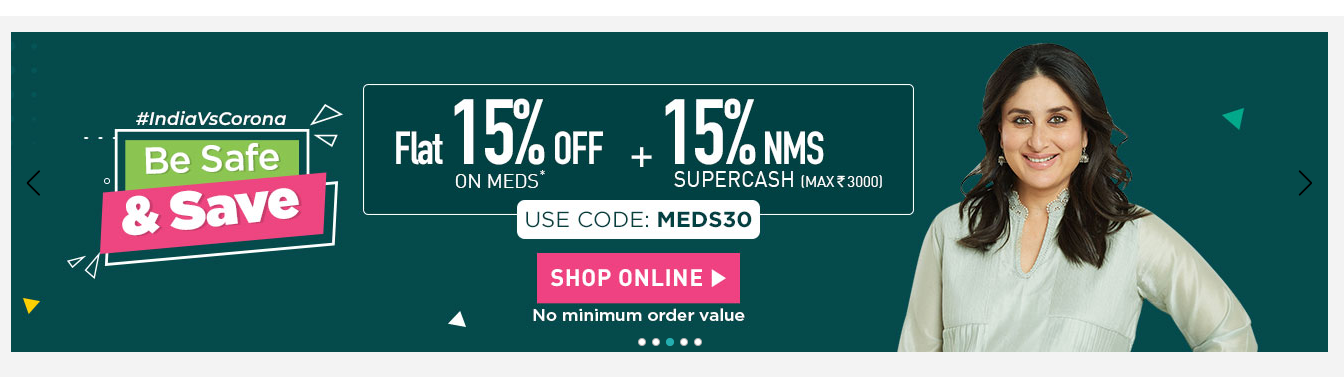 #IndiaVsCorona
Be Safe
& Save
Flat 15% OFF + 15% NMS
ON MEDS* SUPERCASH (MAX ₹ 3000)
USE CODE: MEDS30
SHOP ONLINE ▶
No minimum order value